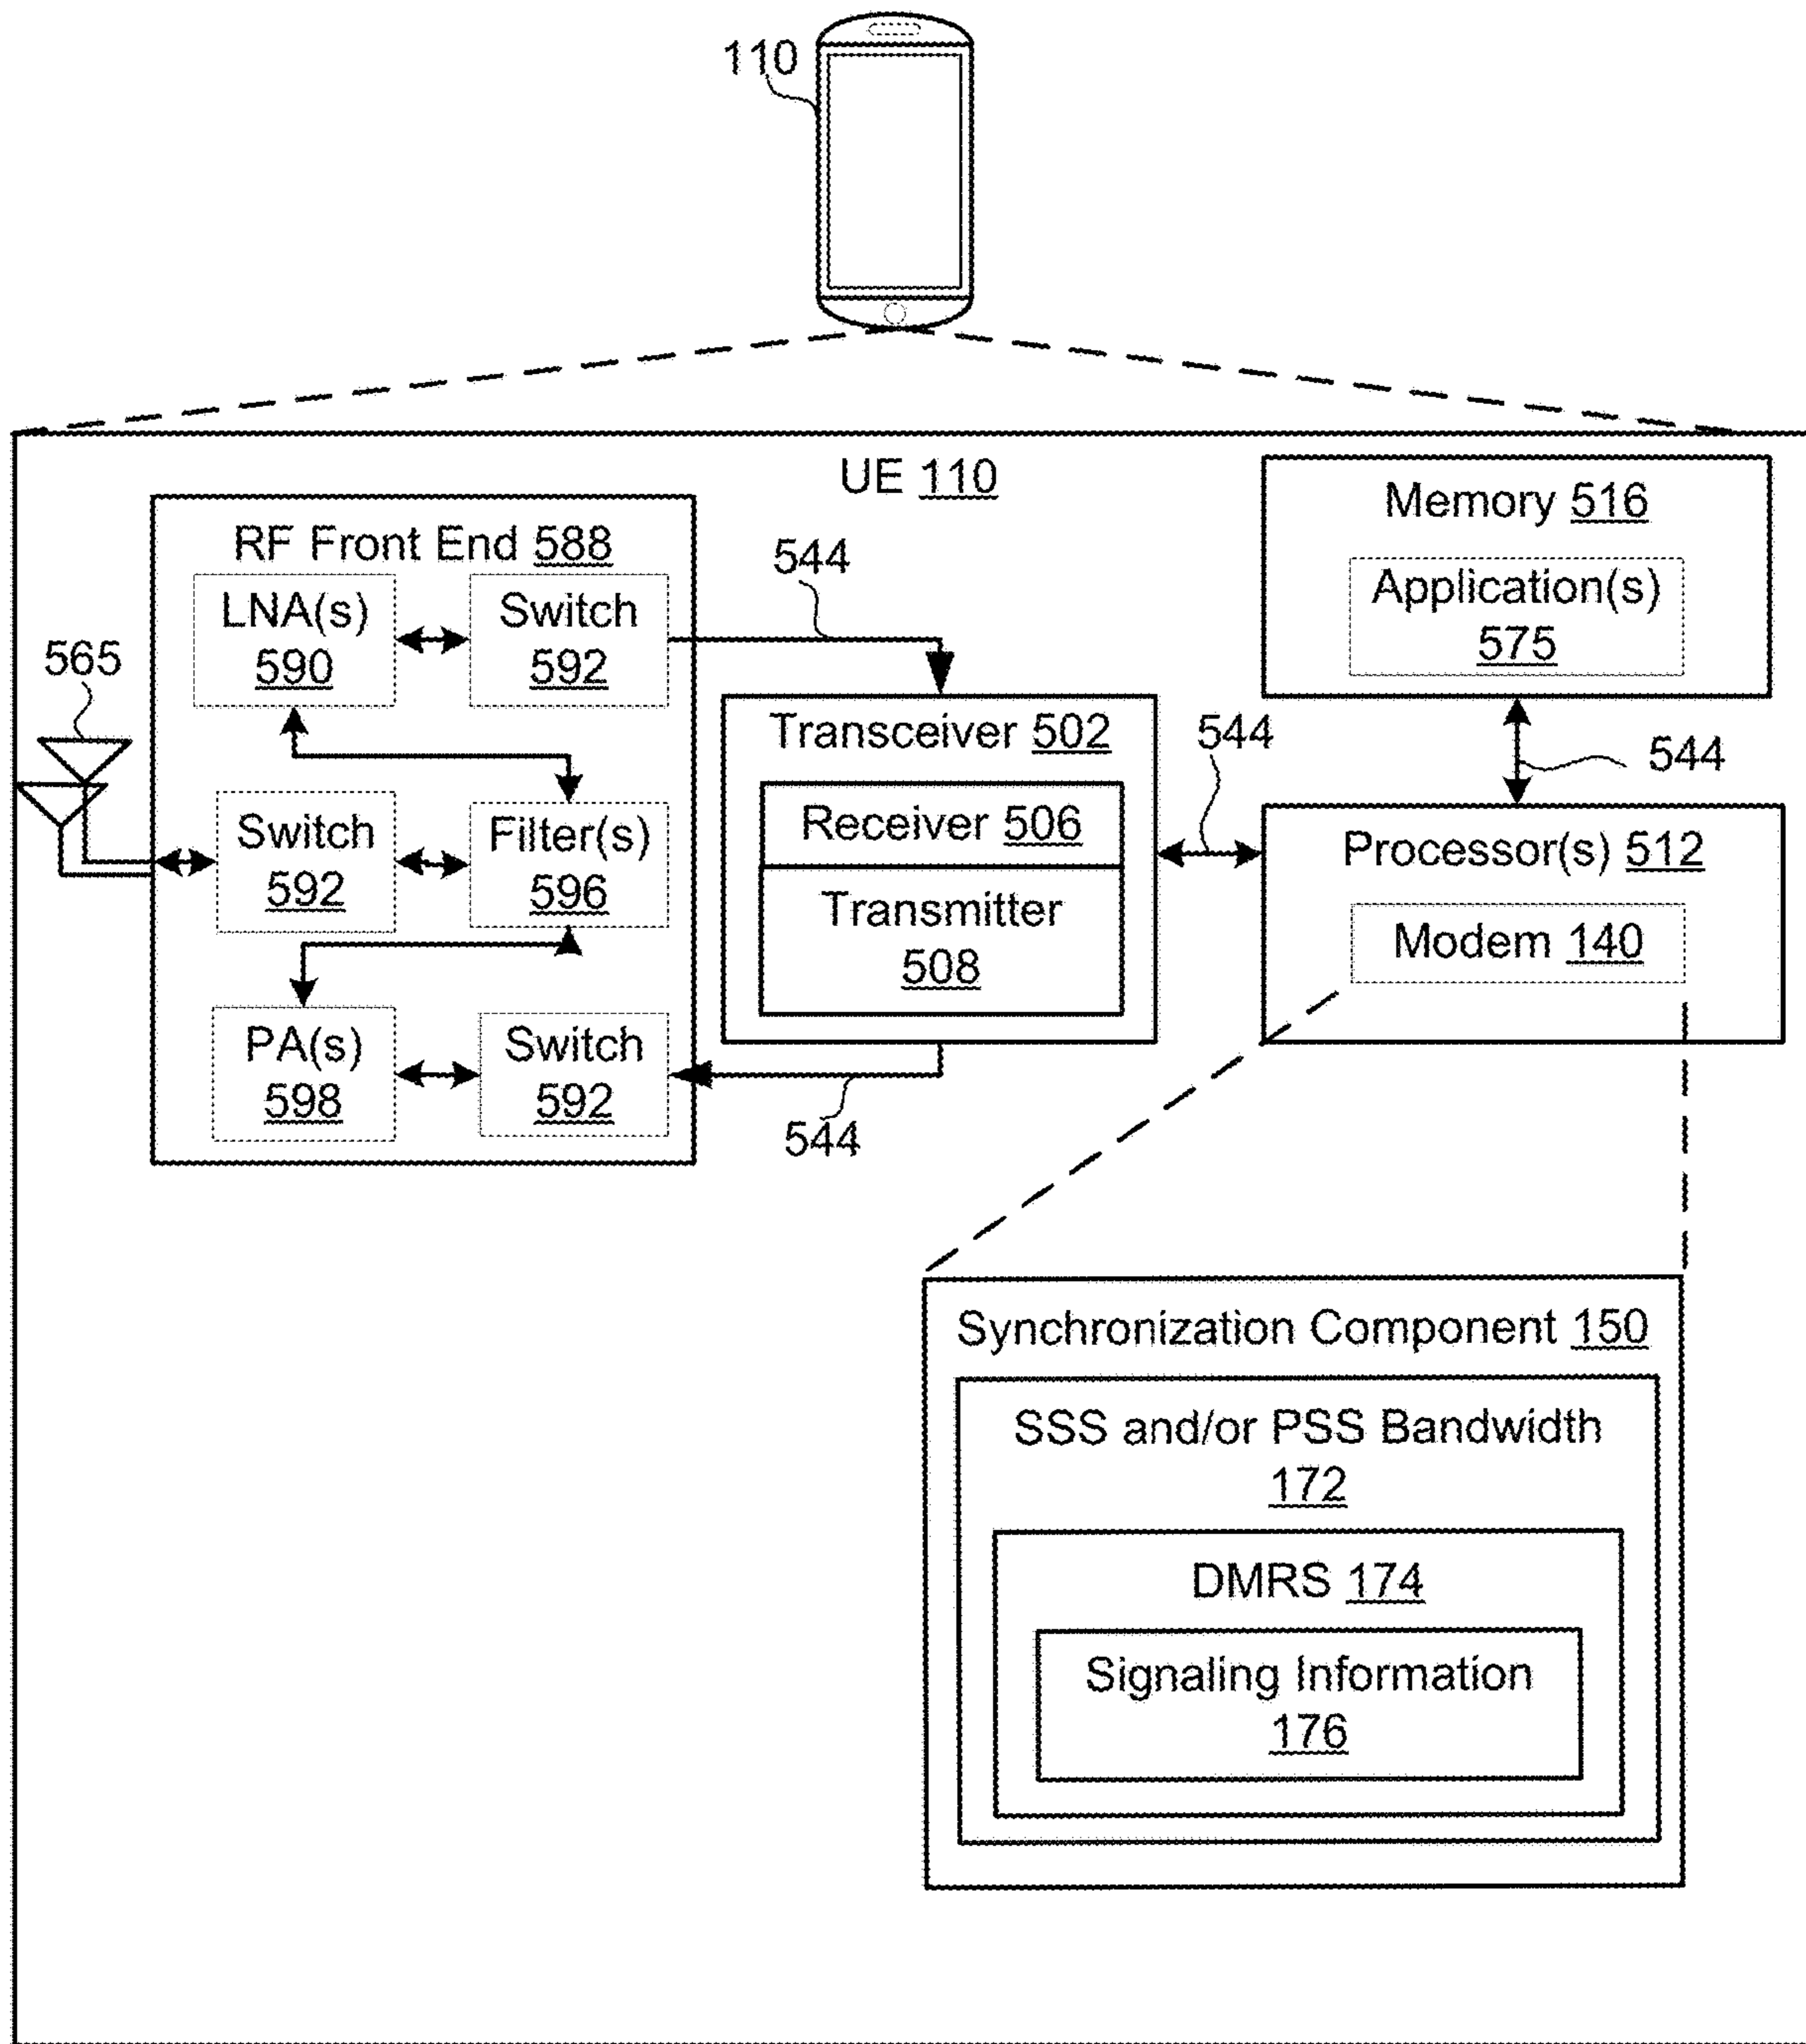 110
UE 110
RF Front End 588
LNA(s)
590
Switch
592
544
565
Switch
592
Filter(s)
596
PA(s)
598
Switch
592
544
Transceiver 502
Receiver 506
Transmitter
508
544
Memory 516
Application(s)
575
544
Processor(s) 512
Modem 140
Synchronization Component 150
SSS and/or PSS Bandwidth
172
DMRS 174
Signaling Information
176